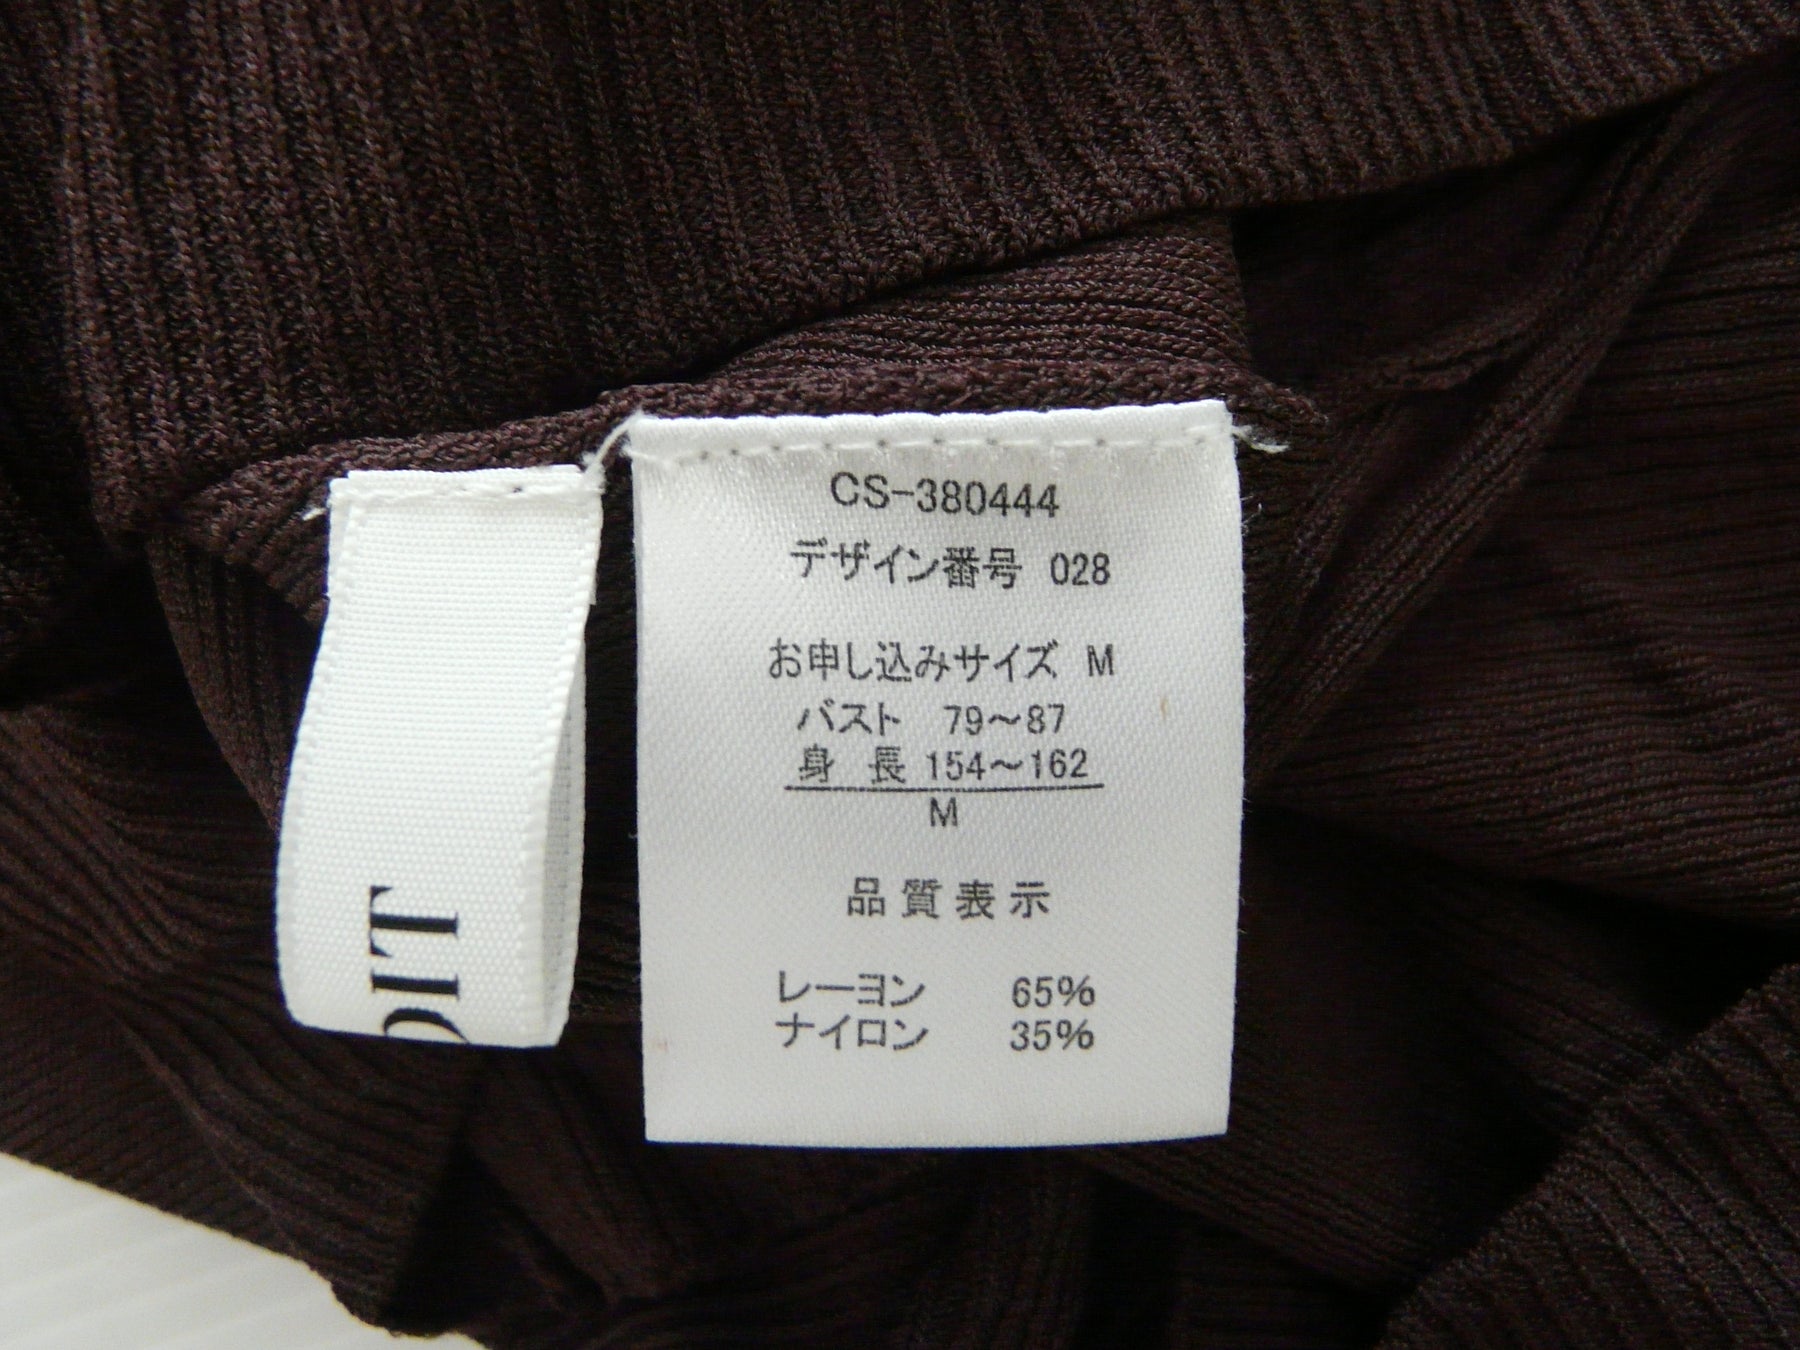 CS-380444
デザイン番号 028
お申し込みサイズ M
バスト 79～87
身 長 154～162
M
品質表示
レーヨン 65%
ナイロン 35%
DIT